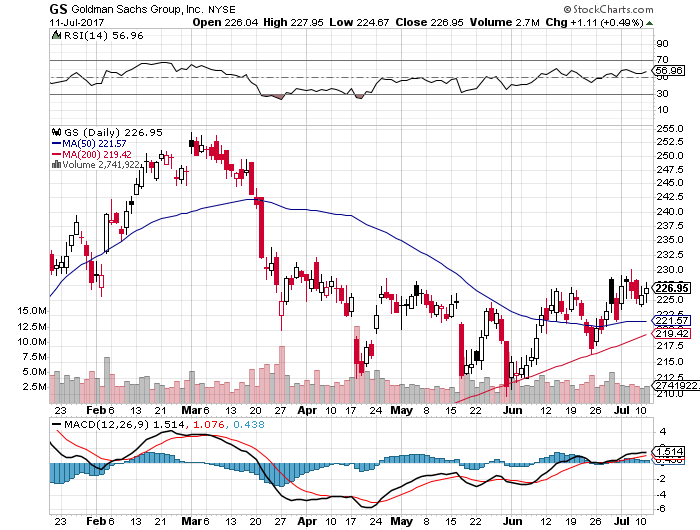 GS Goldman Sachs Group, Inc. NYSE © StockCharts.com
11-Jul-2017 Open 226.04 High 227.95 Low 224.67 Close 226.95 Volume 2.7M Chg +1.11 (+0.49%)
RSI(14) 56.96
90
70
56.96
50
30
10
GS (Daily) 226.95
MA(50) 221.57
MA(200) 219.42
Volume 2,741,922
255.0
252.5
250.0
247.5
245.0
242.5
240.0
237.5
235.0
232.5
230.0
226.95
225.0
222.5
221.57
219.42
217.5
215.0
212.5
2741922
210.0
15.0M
12.5M
10.0M
7.5M
5.0M
2.5M
23 Feb 6 13 21 Mar 6 13 20 27 Apr 10 17 24 May 8 15 22 Jun 12 19 26 Jul 10
MACD(12,26,9) 1.514, 1.076, 0.438
4
2
1.514
-2
-4
-6
23 Feb 6 13 21 Mar 6 13 20 27 Apr 10 17 24 May 8 15 22 Jun 12 19 26 Jul 10